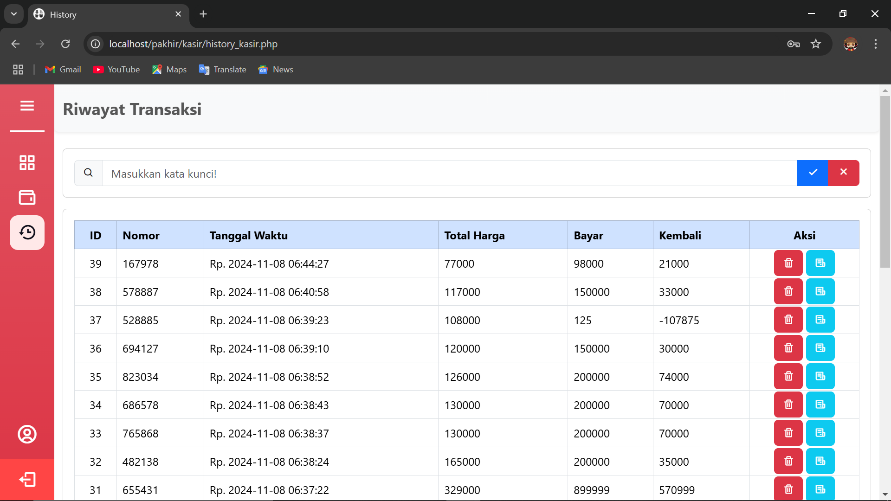 History
localhost/pakhir/kasir/history_kasir.php
Gmail YouTube Maps Translate News
Riwayat Transaksi
Masukkan kata kunci!
ID Nomor Tanggal Waktu Total Harga Bayar Kembali Aksi
39 167978 Rp. 2024-11-08 06:44:27 77000 98000 21000
38 578887 Rp. 2024-11-08 06:40:58 117000 150000 33000
37 528885 Rp. 2024-11-08 06:39:23 108000 125 -107875
36 694127 Rp. 2024-11-08 06:39:10 120000 150000 30000
35 823034 Rp. 2024-11-08 06:38:52 126000 200000 74000
34 686578 Rp. 2024-11-08 06:38:43 130000 200000 70000
33 765868 Rp. 2024-11-08 06:38:37 130000 200000 70000
32 482138 Rp. 2024-11-08 06:38:24 165000 200000 35000
31 655431 Rp. 2024-11-08 06:37:22 329000 899999 570999